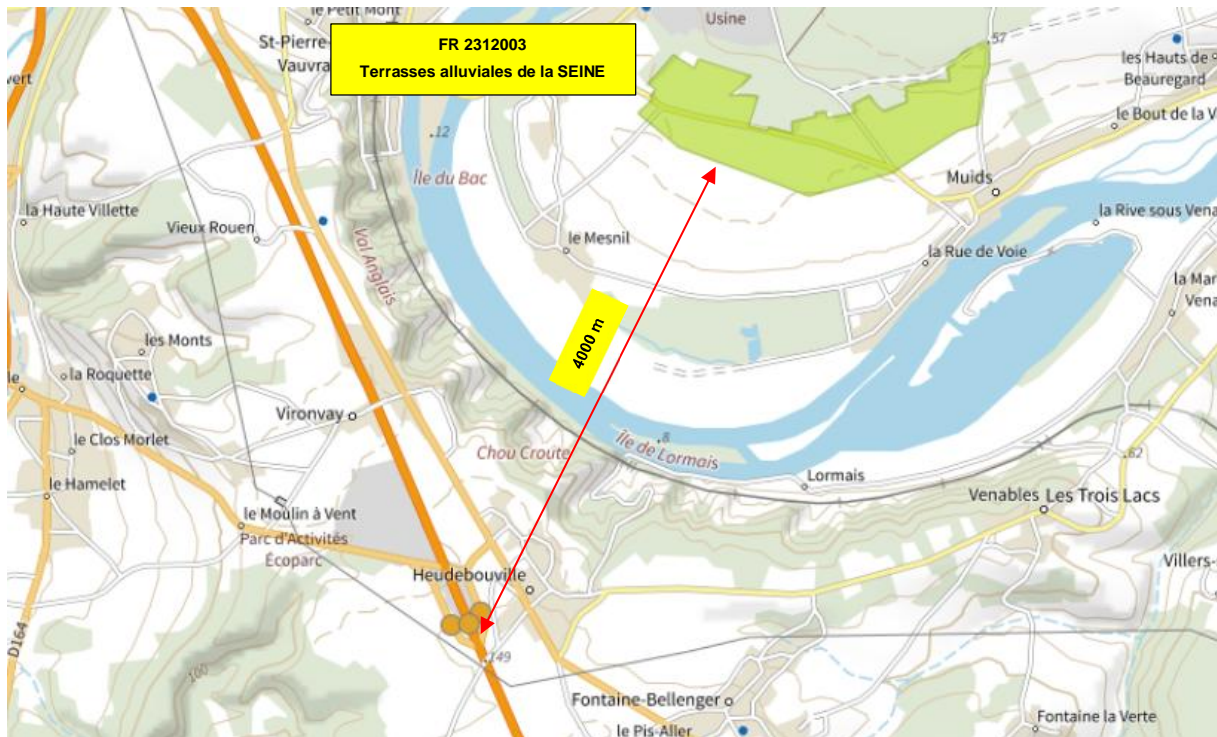 le Petit Mont
Usine
FR 2312003
Terrasses alluviales de la SEINE
St-Pierre-
Vauvra
57
les Hauts de
Beauregard
vert
le Bout de la V
12
Île du Bac
Muids
la Haute Villette
Vieux Rouen
la Rive sous Vena
Val Anglais
le Mesnil
la Rue de Voie
la Mar
Vena
4000 m
les Monts
la Roquette
le
Vironvay
le Clos Morlet
Chou Croute
Île de Lormais
8
62
Lormais
le Hamelet
Venables
Les Trois Lacs
le Moulin à Vent
Parc d'Activités
Écoparc
Villers-
Heudebouville
D164
100
149
Fontaine-Bellenger
le Pis-Aller
Fontaine la Verte